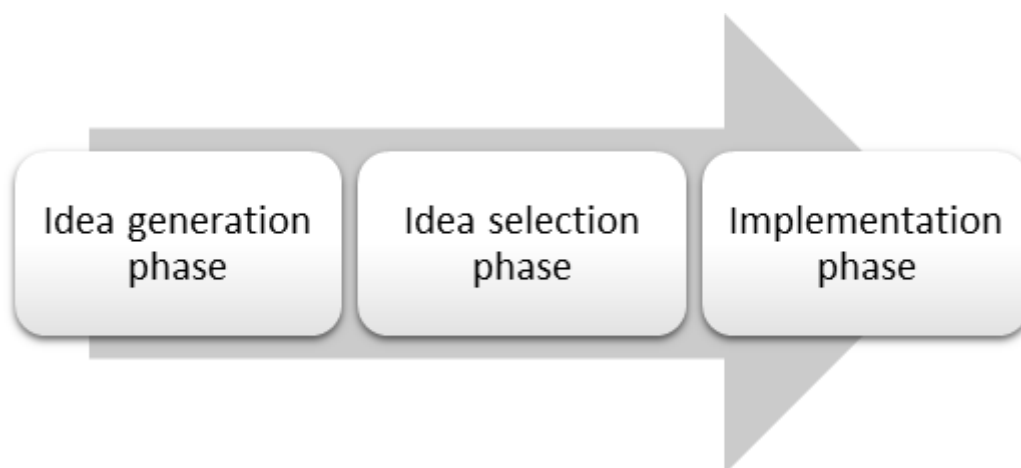 Idea generation
phase
Idea selection
phase
Implementation
phase